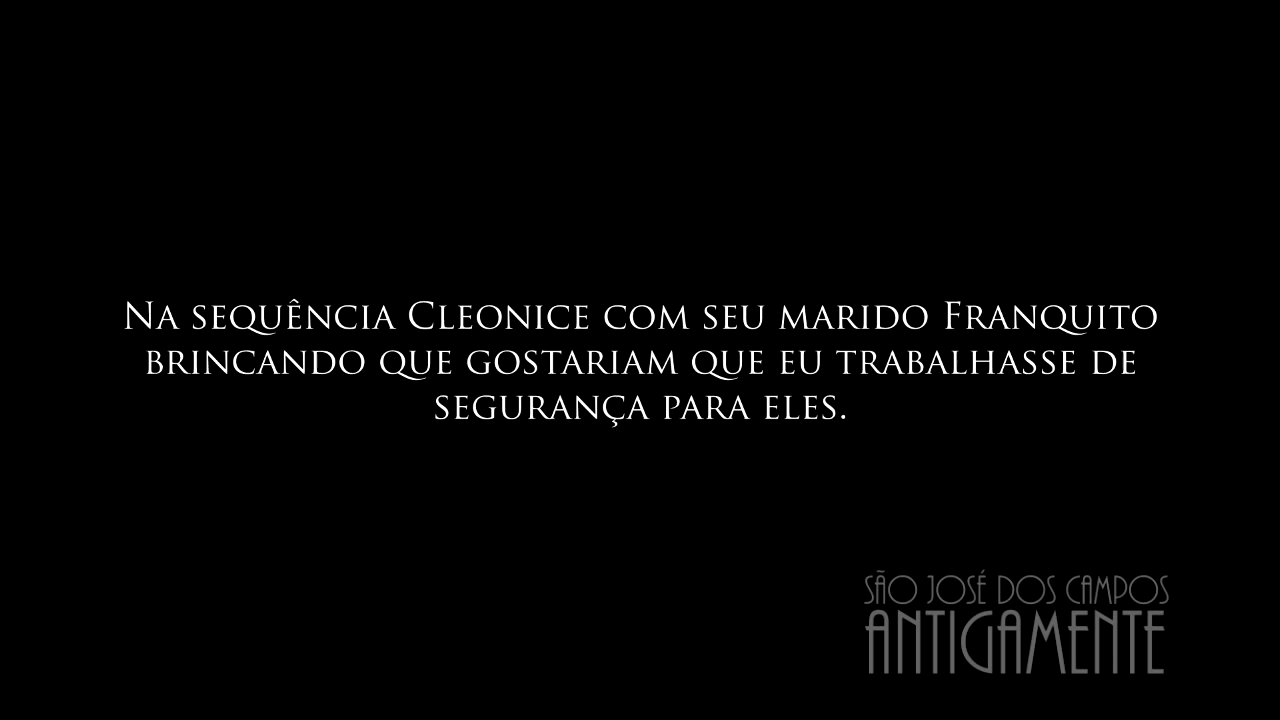 Na sequência Cleonice com seu marido Franquito
brincando que gostariam que eu trabalhasse de
segurança para eles.
SÃO JOSÉ DOS CAMPOS
ANTIGAMENTE